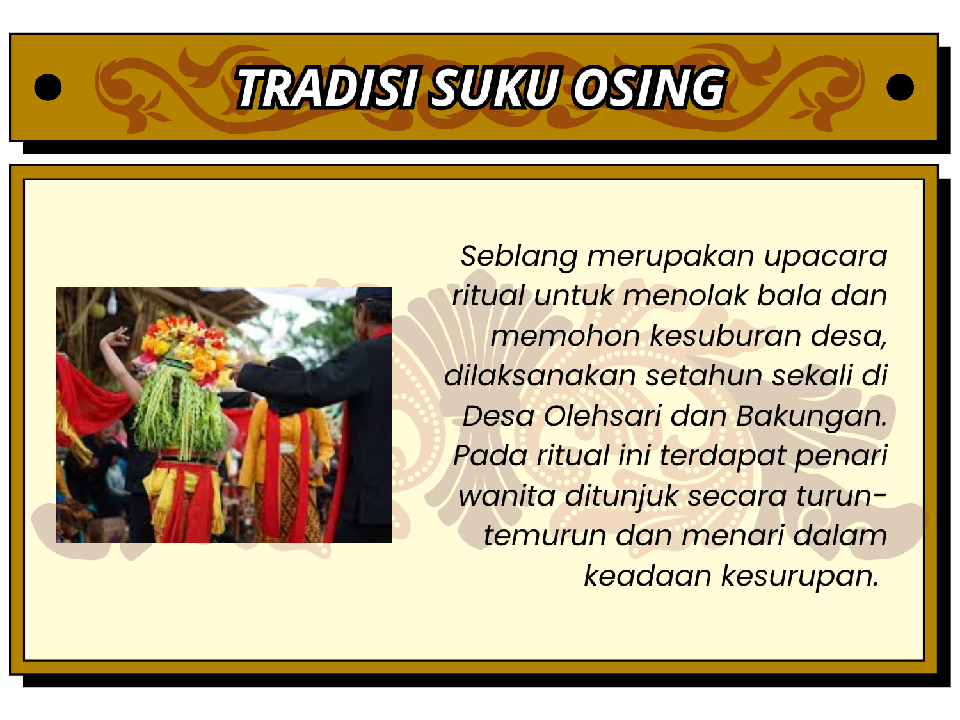 TRADISI SUKU OSING
Seblang merupakan upacara
ritual untuk menolak bala dan
memohon kesuburan desa,
dilaksanakan setahun sekali di
Desa Olehsari dan Bakungan.
Pada ritual ini terdapat penari
wanita ditunjuk secara turun-
temurun dan menari dalam
keadaan kesurupan.